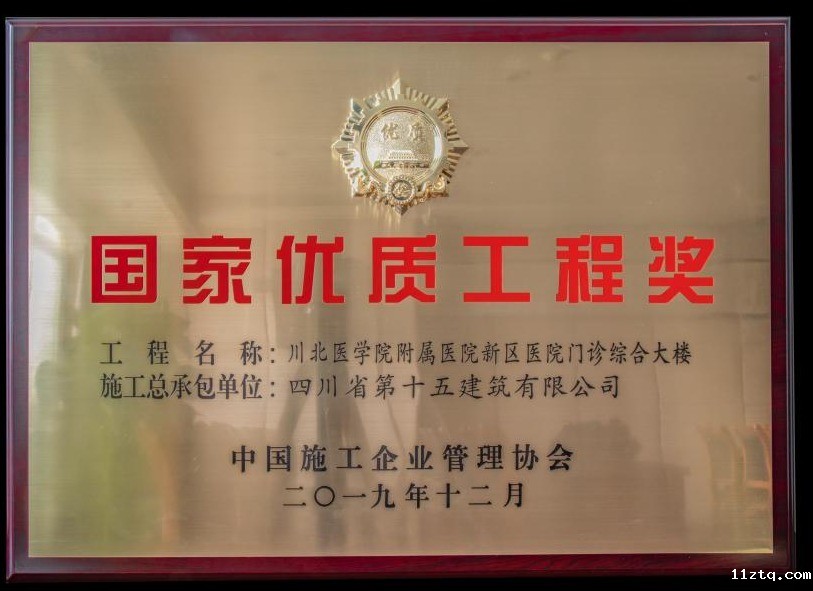 优质
国家优质工程奖
工程名称：川北医学院附属医院新区医院门诊综合大楼
施工总承包单位：四川省第十五建筑有限公司
中国施工企业管理协会
二〇一九年十二月
11ztq.com